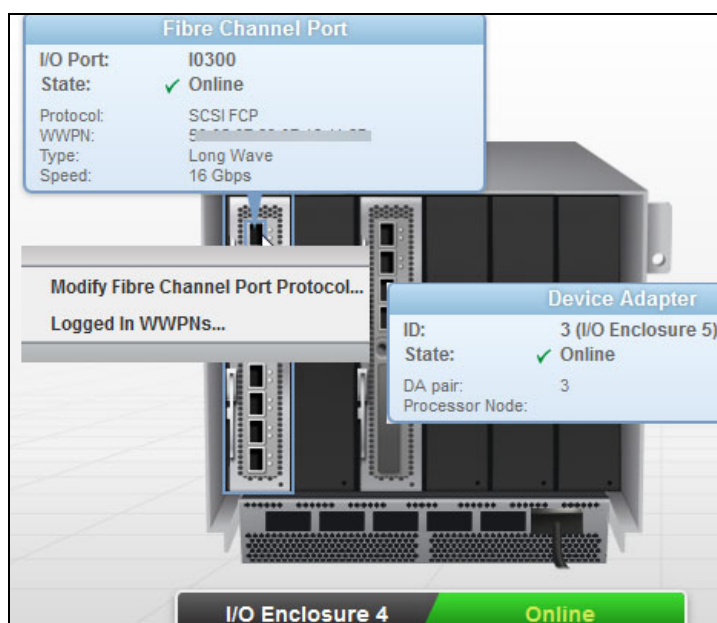 Fibre Channel Port
I/O Port: I0300
State: Online
Protocol: SCSI FCP
WWPN:
Type: Long Wave
Speed: 16 Gbps
Modify Fibre Channel Port Protocol...
Logged In WWPNs...
Device Adapter
ID: 3 (I/O Enclosure 5)
State: Online
DA pair: 3
Processor Node:
I/O Enclosure 4 Online